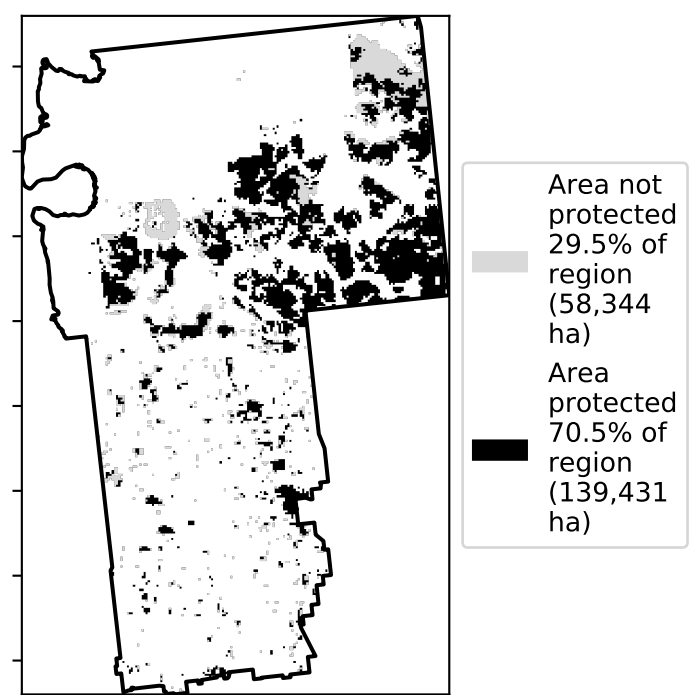 Area not
protected
29.5% of
region
(58,344
ha)
Area
protected
70.5% of
region
(139,431
ha)